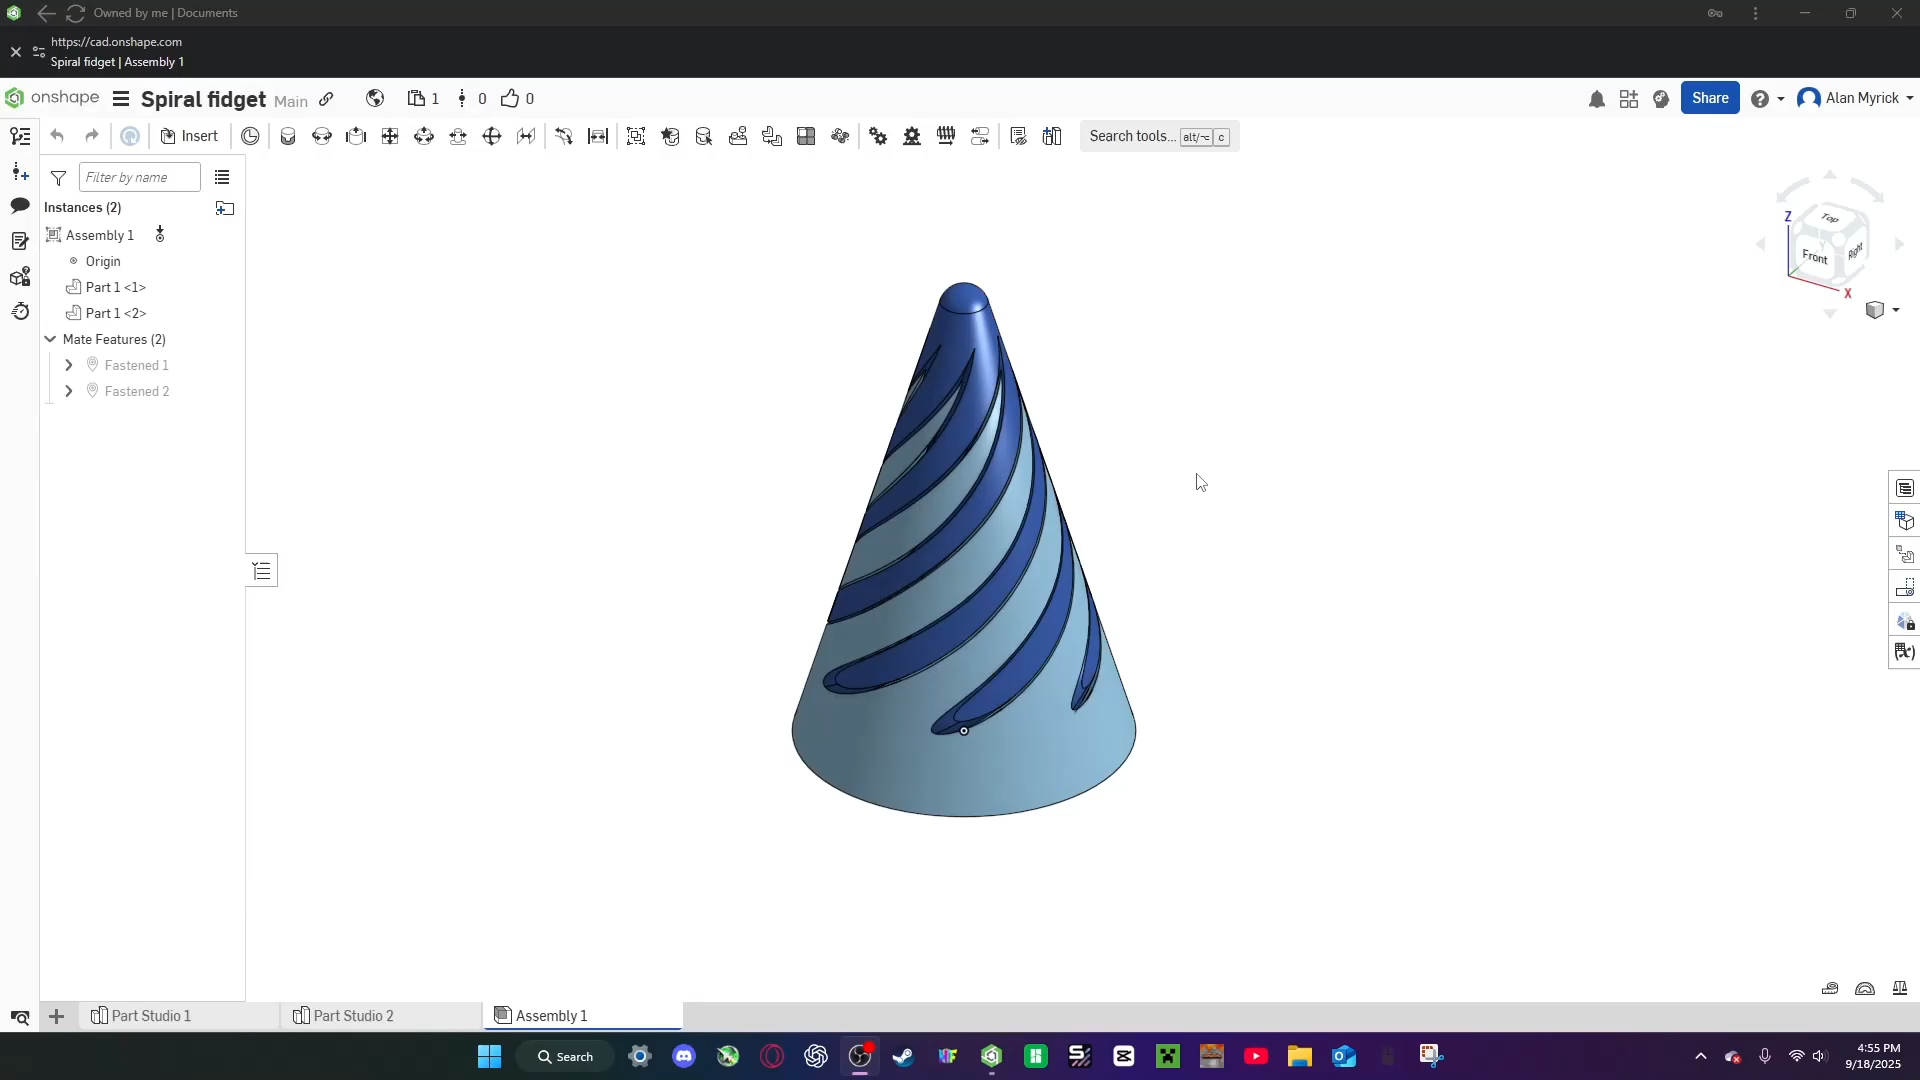 Owned by me | Documents
https://cad.onshape.com
Spiral fidget | Assembly 1
onshape Spiral fidget Main 1 0 0 Share Alan Myrick
Insert Search tools... alt/⌥ c
Filter by name
Instances (2)
Assembly 1
Origin
Part 1 <1>
Part 1 <2>
Mate Features (2)
Fastened 1
Fastened 2
Top
Z
Front Right
Y
X
(x)
Part Studio 1 Part Studio 2 Assembly 1
Search
4:55 PM
9/18/2025